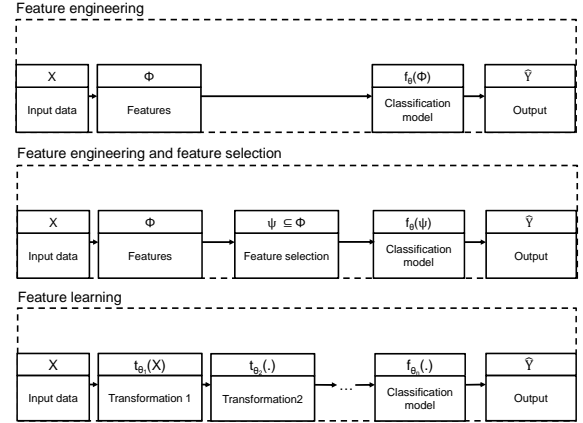 Feature engineering
X Φ f_θ(Φ) Ŷ
Input data Features Classification model Output
Feature engineering and feature selection
X Φ ψ ⊆ Φ f_θ(ψ) Ŷ
Input data Features Feature selection Classification model Output
Feature learning
X t_θ₁(X) t_θ₂(.) f_θₙ(.) Ŷ
Input data Transformation 1 Transformation2 ... Classification model Output